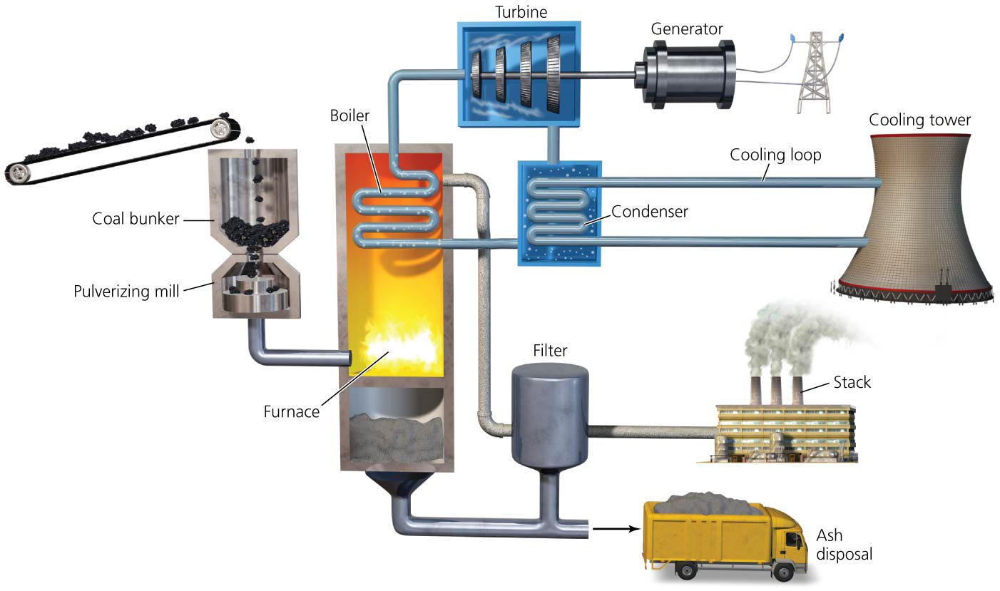 Turbine
Generator
Boiler
Cooling tower
Cooling loop
Coal bunker
Condenser
Pulverizing mill
Filter
Stack
Furnace
Ash
disposal